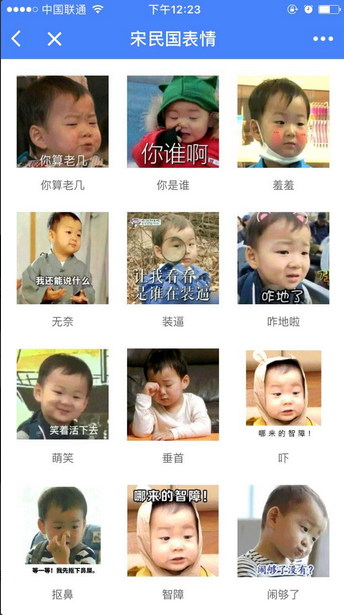 中国联通
下午12:23
宋民国表情
你算老几
你谁啊
你算老几
你是谁
羞羞
我还能说什么
让我看看
是谁在装逼
咋地了
无奈
装逼
咋地啦
笑着活下去
哪来的智障！
萌笑
垂首
吓
等一等！我先抠下鼻屎。
哪来的智障！
闹够了没有?
抠鼻
智障
闹够了